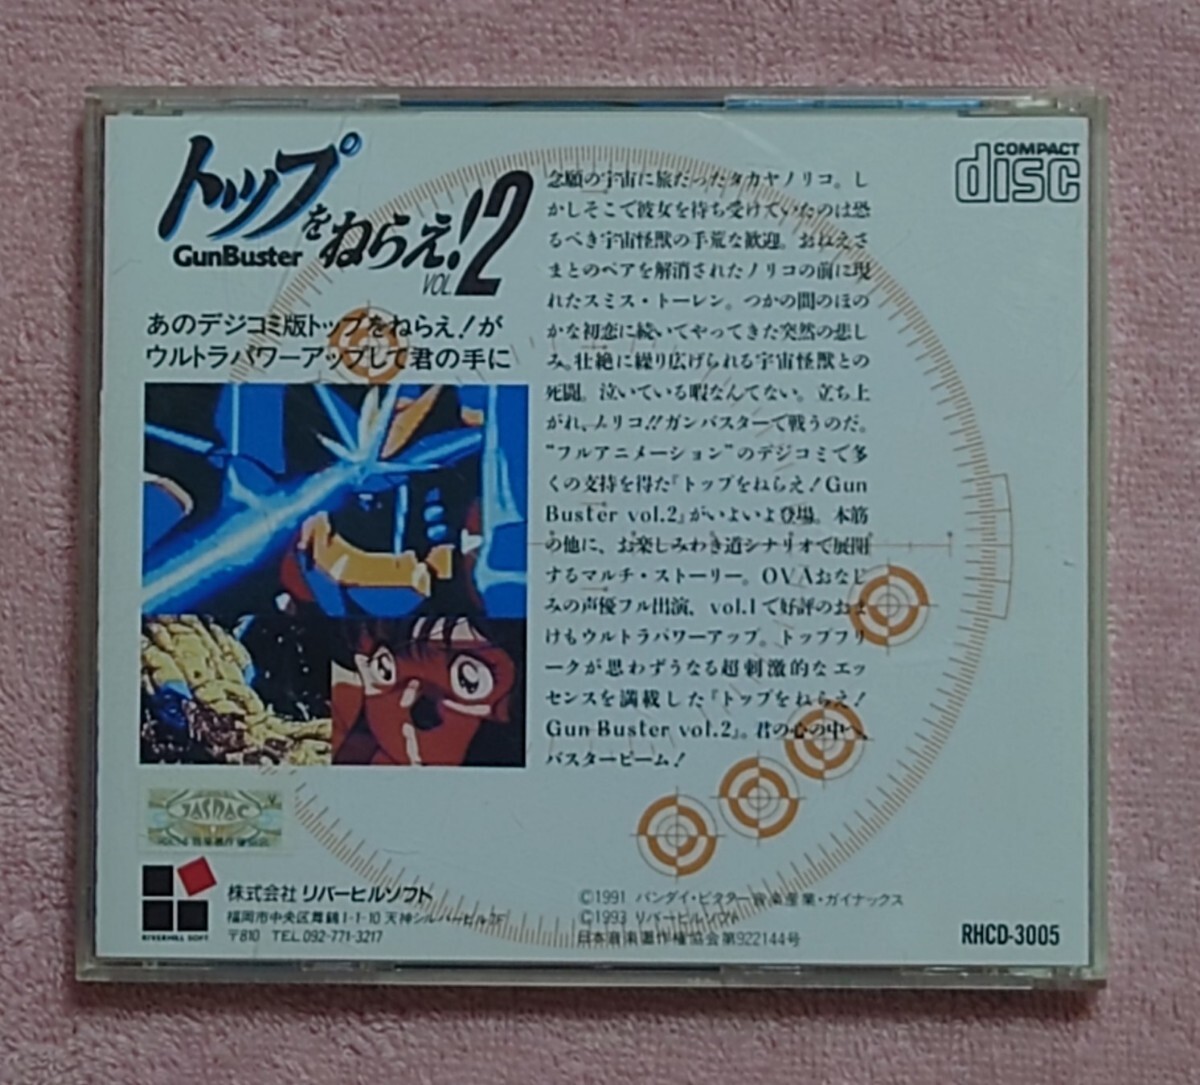 トップをねらえ!
GunBuster
VOL.2
あのデジコミ版トップをねらえ!が
ウルトラパワーアップして君の手に
COMPACT
disc
念願の宇宙に旅だったタカヤノリコ。し
かしそこで彼女を待ち受けていたのは恐
るべき宇宙怪獣の手荒な歓迎。おねえさ
まとのペアを解消されたノリコの前に現
れたスミス・トーレン。つかの間のほの
かな初恋に続いてやってきた突然の悲し
み。壮絶に繰り広げられる宇宙怪獣との
死闘。泣いている暇なんてない。立ち上
がれ、ノリコ!!ガンバスターで戦うのだ。
“フルアニメーション”のデジコミで多
くの支持を得た『トップをねらえ!Gun
Buster vol.2』がいよいよ登場。本筋
の他に、お楽しみわき道シナリオで展開
するマルチ・ストーリー。OVAおなじ
みの声優フル出演、vol.1で好評のおま
けもウルトラパワーアップ。トップフリ
ークが思わずうなる超刺激的なエッ
センスを満載した『トップをねらえ!
Gun Buster vol.2』。君の心の中へ、
バスタービーム!
JASRAC
RIVERHILL SOFT
株式会社 リバーヒルソフト
福岡市中央区舞鶴1-1-10 天神シルバーヒル7F
〒810 TEL.092-771-3217
©1991 バンダイ・ビクター音楽産業・ガイナックス
©1993 リバーヒルソフト
日本音楽著作権協会第922144号
RHCD-3005